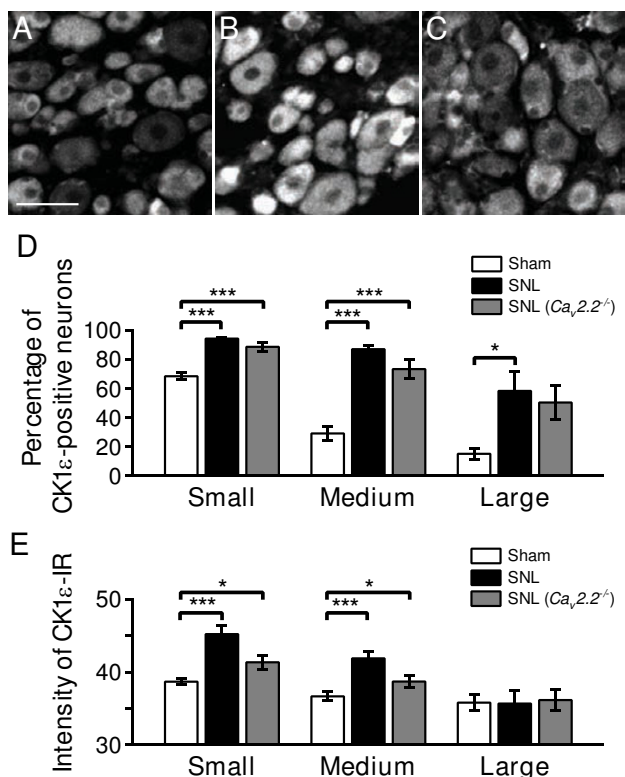 A B C
D
Sham
SNL
SNL (Cav2.2-/-)
Percentage of
CK1ε-positive neurons
100
80
60
40
20
0
*** *** *** *** *
Small Medium Large
E
Sham
SNL
SNL (Cav2.2-/-)
Intensity of CK1ε-IR
50
40
30
*** * *** *
Small Medium Large